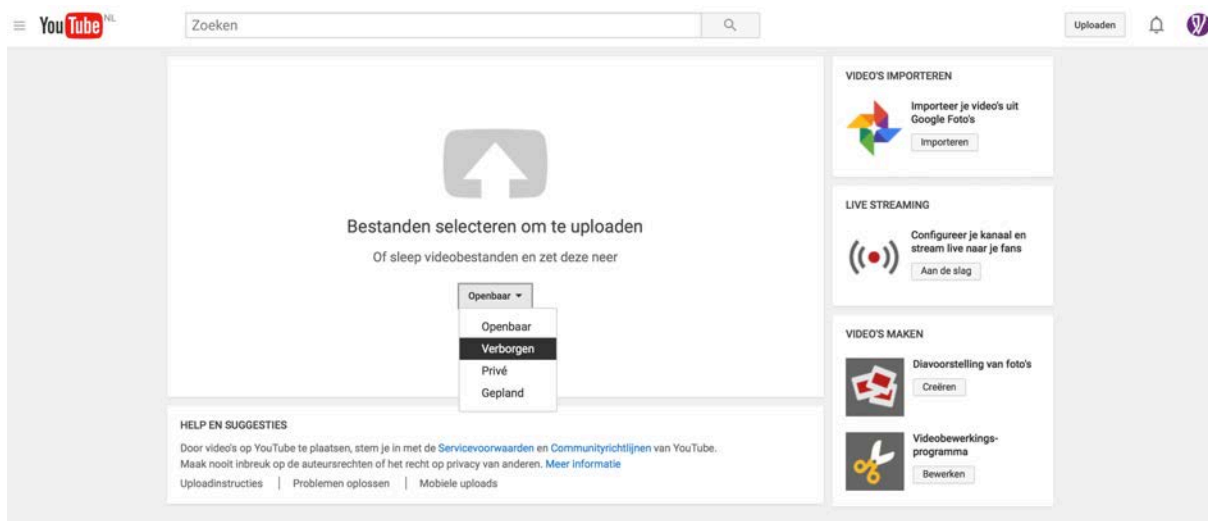 YouTube NL
Zoeken
Uploaden
Bestanden selecteren om te uploaden
Of sleep videobestanden en zet deze neer
Openbaar
Openbaar
Verborgen
Privé
Gepland
HELP EN SUGGESTIES
Door video's op YouTube te plaatsen, stem je in met de Servicevoorwaarden en Communityrichtlijnen van YouTube.
Maak nooit inbreuk op de auteursrechten of het recht op privacy van anderen. Meer informatie
Uploadinstructies | Problemen oplossen | Mobiele uploads
VIDEO'S IMPORTEREN
Importeer je video's uit
Google Foto's
Importeren
LIVE STREAMING
Configureer je kanaal en
stream live naar je fans
Aan de slag
VIDEO'S MAKEN
Diavoorstelling van foto's
Creëren
Videobewerkings-
programma
Bewerken